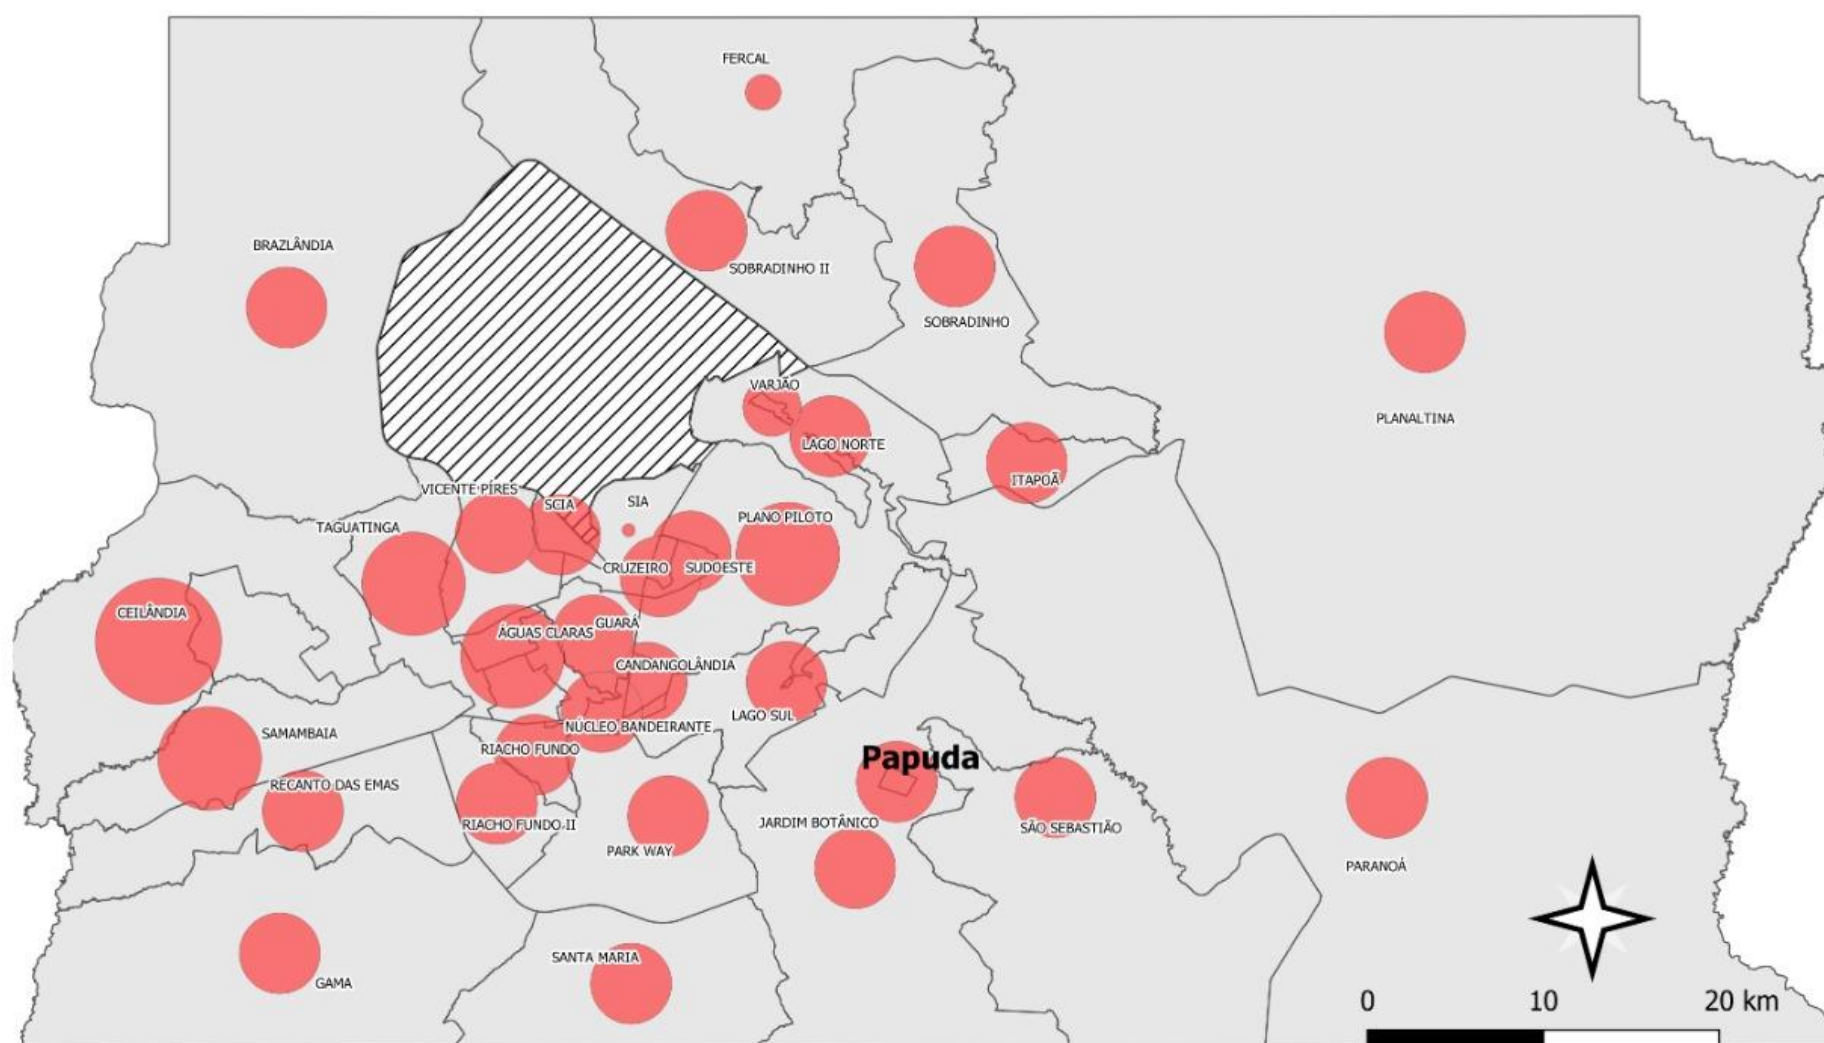 FERCAL
BRAZLÂNDIA
SOBRADINHO II
SOBRADINHO
VARJÃO
PLANALTINA
LAGO NORTE
ITAPOÃ
VICENTE PÍRES
SCIA
SIA
PLANO PILOTO
TAGUATINGA
CRUZEIRO
SUDOESTE
CEILÂNDIA
GUARÁ
ÁGUAS CLARAS
CANDANGOLÂNDIA
LAGO SUL
NÚCLEO BANDEIRANTE
SAMAMBAIA
RIACHO FUNDO
Papuda
RECANTO DAS EMAS
RIACHO FUNDO II
JARDIM BOTÂNICO
SÃO SEBASTIÃO
PARK WAY
PARANOÁ
SANTA MARIA
GAMA
0 10 20 km